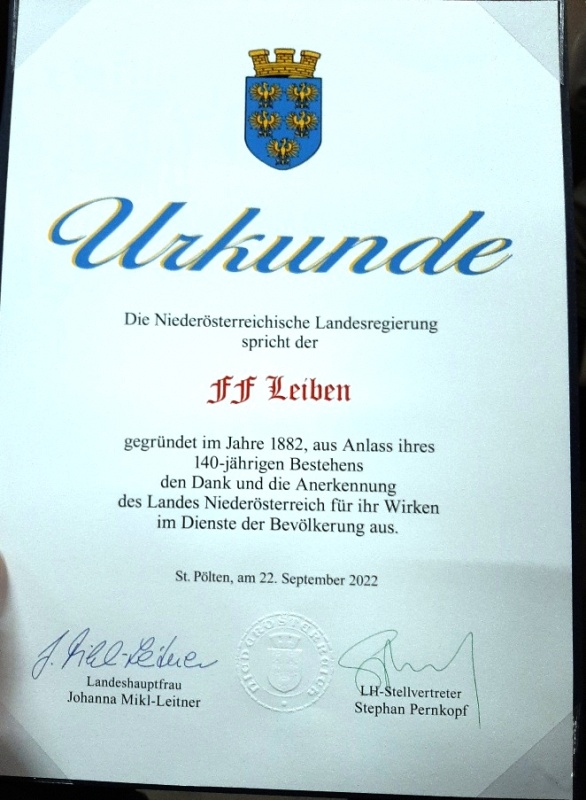 Urkunde
Die Niederösterreichische Landesregierung
spricht der
FF Leiben
gegründet im Jahre 1882, aus Anlass ihres
140-jährigen Bestehens
den Dank und die Anerkennung
des Landes Niederösterreich für ihr Wirken
im Dienste der Bevölkerung aus.
St. Pölten, am 22. September 2022
J. Mikl-Leitner
Landeshauptfrau
Johanna Mikl-Leitner
NIEDERÖSTERREICH
LH-Stellvertreter
Stephan Pernkopf